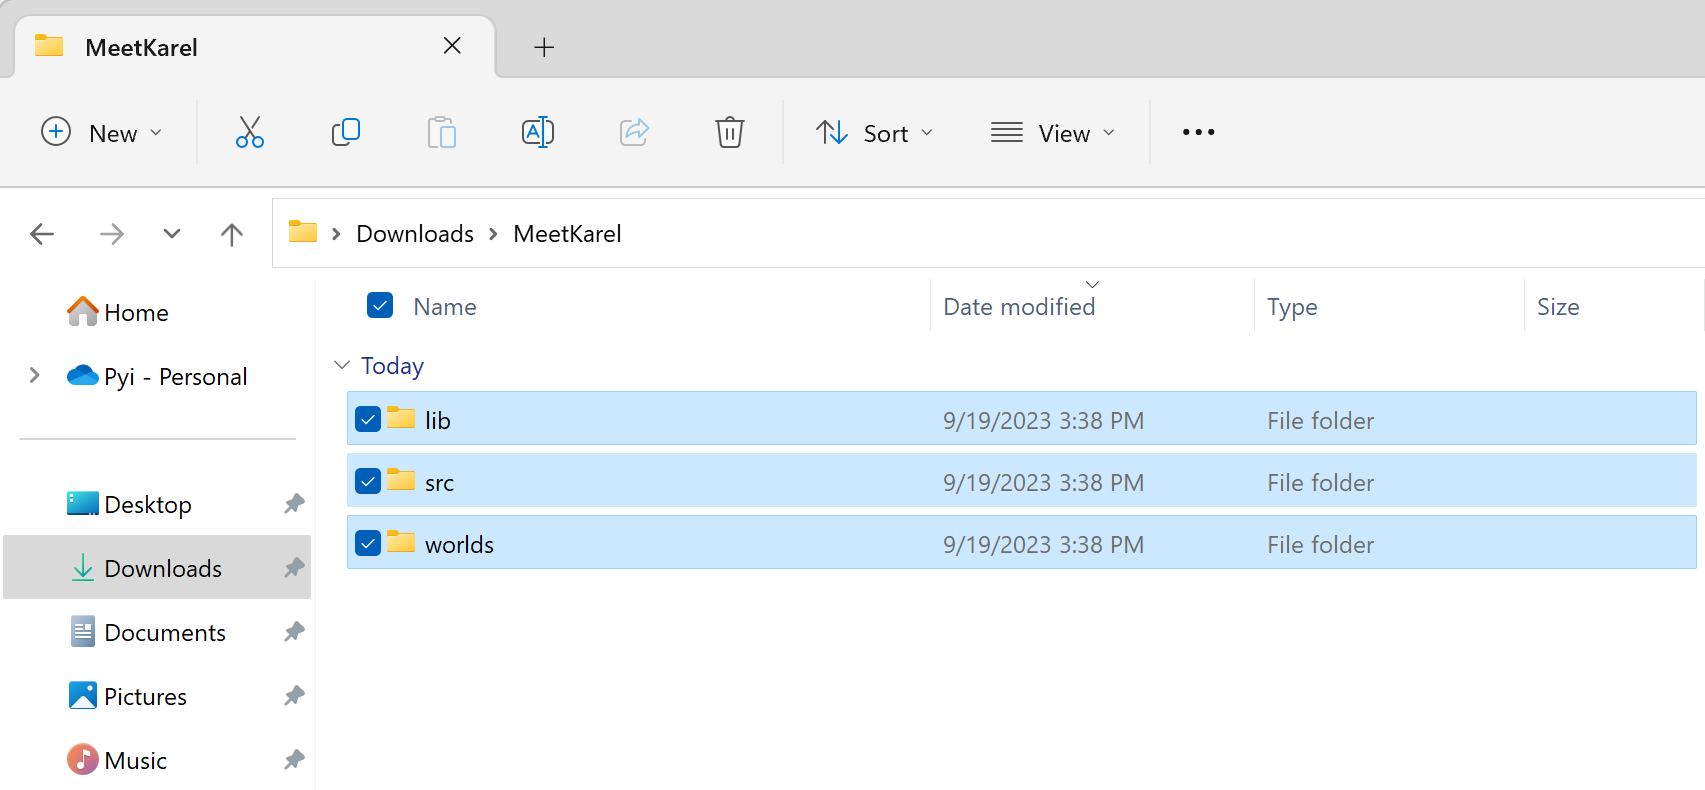 MeetKarel
New
Sort
View
Downloads MeetKarel
Home
Pyi - Personal
Desktop
Downloads
Documents
Pictures
Music
Name Date modified Type Size
Today
lib 9/19/2023 3:38 PM File folder
src 9/19/2023 3:38 PM File folder
worlds 9/19/2023 3:38 PM File folder